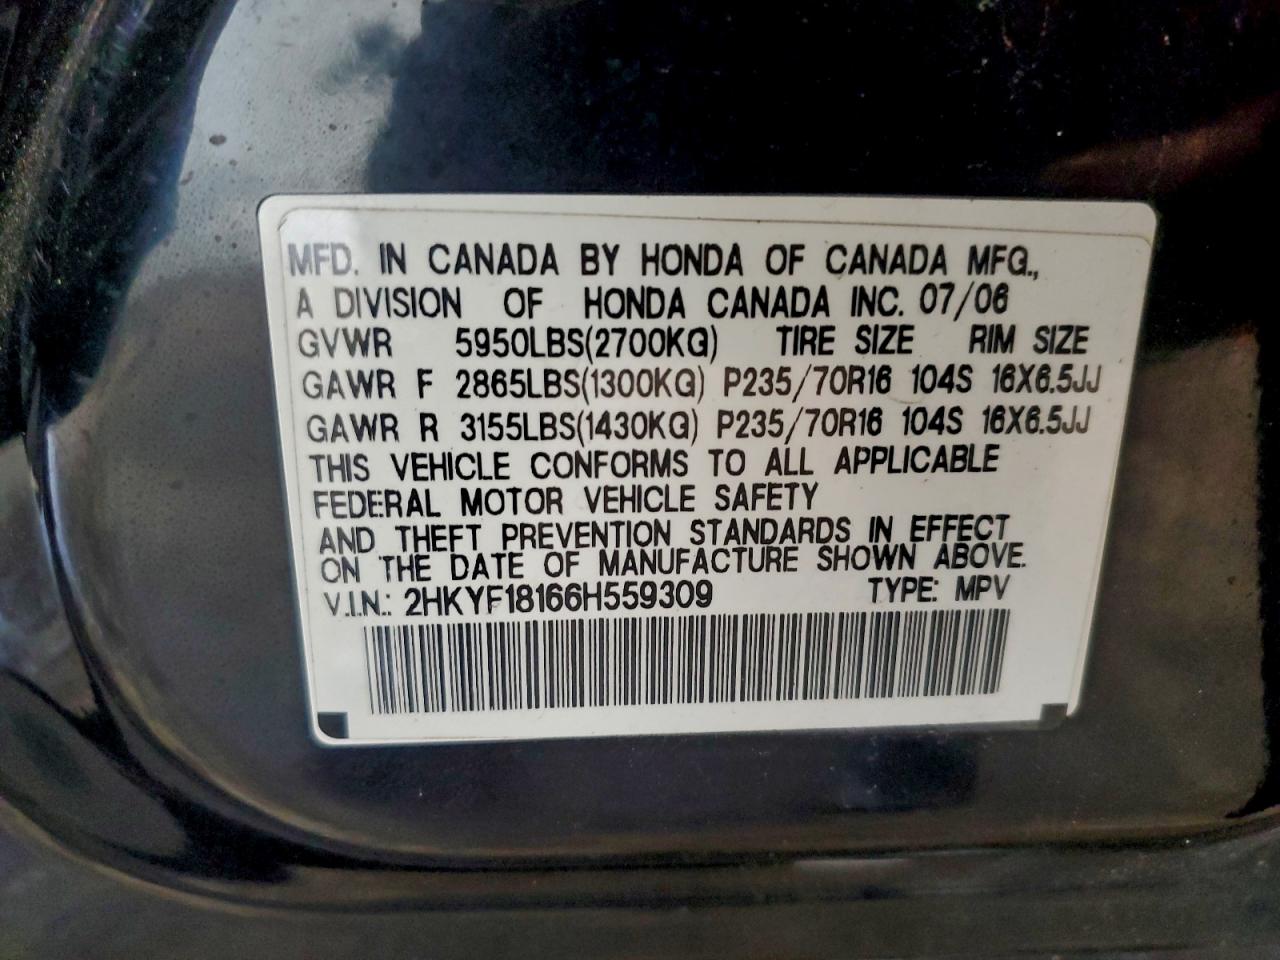 MFD. IN CANADA BY HONDA OF CANADA MFG.,
A DIVISION OF HONDA CANADA INC. 07/06
GVWR 5950LBS(2700KG) TIRE SIZE RIM SIZE
GAWR F 2865LBS(1300KG) P235/70R16 104S 16X6.5JJ
GAWR R 3155LBS(1430KG) P235/70R16 104S 16X6.5JJ
THIS VEHICLE CONFORMS TO ALL APPLICABLE
FEDERAL MOTOR VEHICLE SAFETY
AND THEFT PREVENTION STANDARDS IN EFFECT
ON THE DATE OF MANUFACTURE SHOWN ABOVE.
V.I.N.: 2HKYF18166H559309 TYPE: MPV